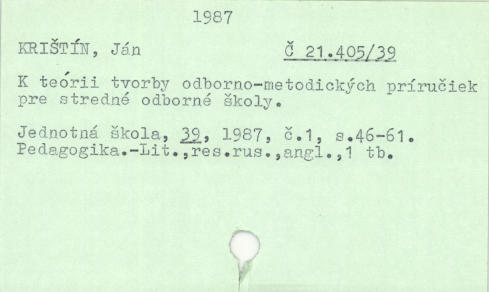 1987
KRIŠTÍN, Ján Č 21.405/39
K teórii tvorby odborno-metodických príručiek
pre stredné odborné školy.
Jednotná škola, 39, 1987, č.1, s.46-61.
Pedagogika.-Lit.,res.rus.,angl.,1 tb.